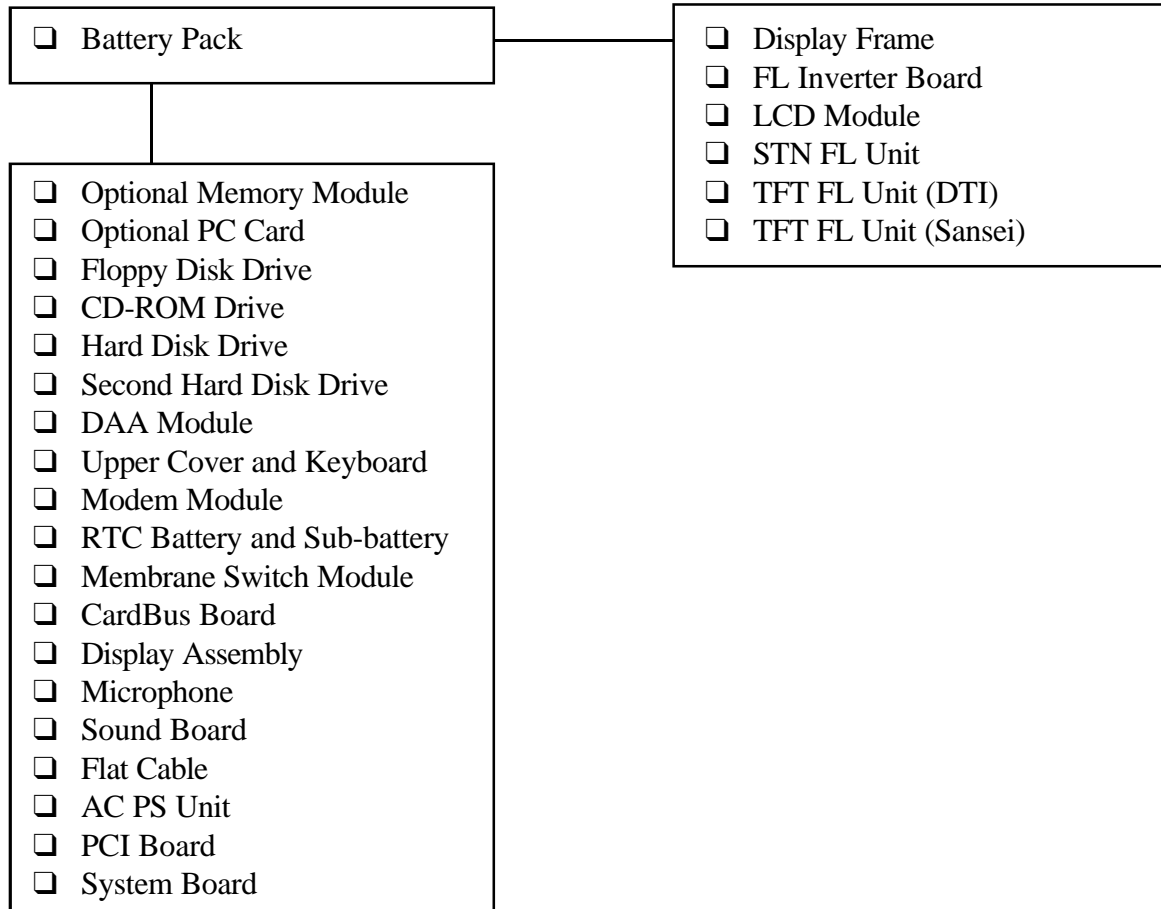 ❑ Battery Pack
❑ Display Frame
❑ FL Inverter Board
❑ LCD Module
❑ STN FL Unit
❑ TFT FL Unit (DTI)
❑ TFT FL Unit (Sansei)
❑ Optional Memory Module
❑ Optional PC Card
❑ Floppy Disk Drive
❑ CD-ROM Drive
❑ Hard Disk Drive
❑ Second Hard Disk Drive
❑ DAA Module
❑ Upper Cover and Keyboard
❑ Modem Module
❑ RTC Battery and Sub-battery
❑ Membrane Switch Module
❑ CardBus Board
❑ Display Assembly
❑ Microphone
❑ Sound Board
❑ Flat Cable
❑ AC PS Unit
❑ PCI Board
❑ System Board